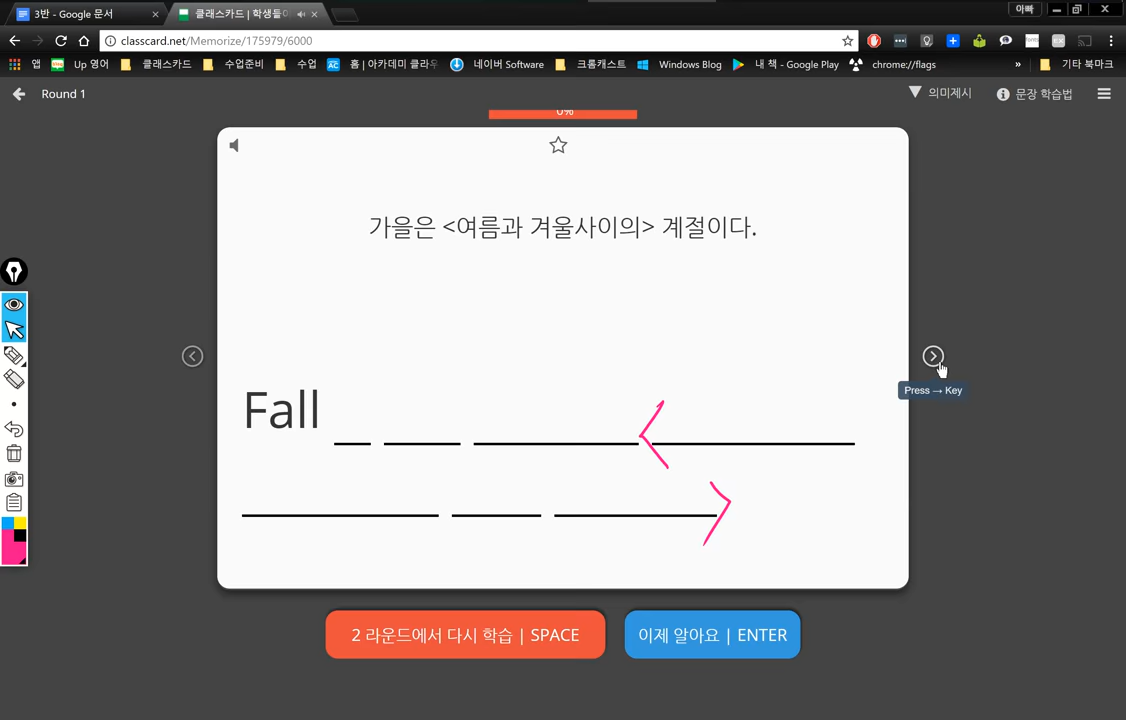 3반 - Google 문서
클래스카드 | 학생들이
아빠
classcard.net/Memorize/175979/6000
앱
Up 영어
클래스카드
수업준비
수업
홈 | 아카데미 클라우
네이버 Software
크롬캐스트
Windows Blog
내 책 - Google Play
chrome://flags
»
기타 북마크
Round 1
의미제시
문장 학습법
0%
가을은 <여름과 겨울사이의> 계절이다.
Press → Key
Fall
2 라운드에서 다시 학습 | SPACE
이제 알아요 | ENTER